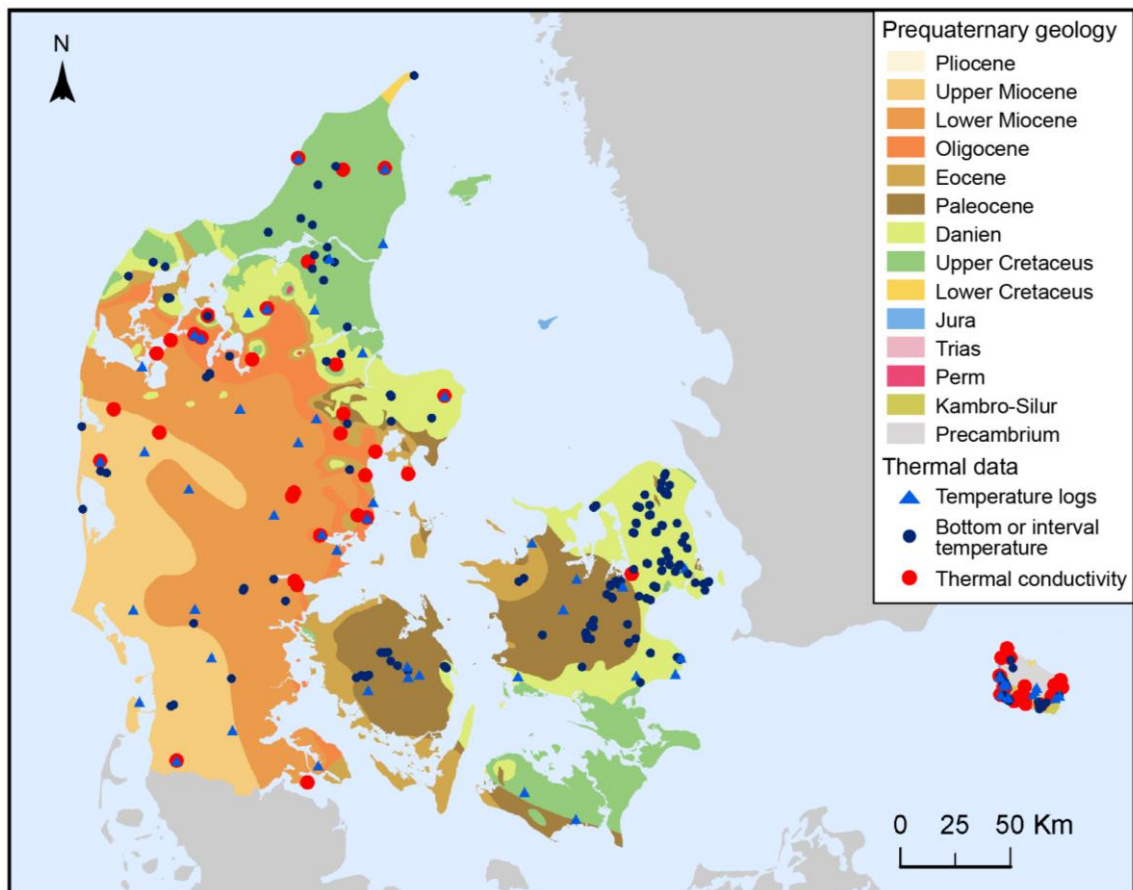 N
Prequaternary geology
Pliocene
Upper Miocene
Lower Miocene
Oligocene
Eocene
Paleocene
Danien
Upper Cretaceus
Lower Cretaceus
Jura
Trias
Perm
Kambro-Silur
Precambrium
Thermal data
Temperature logs
Bottom or interval
temperature
Thermal conductivity
0 25 50 Km